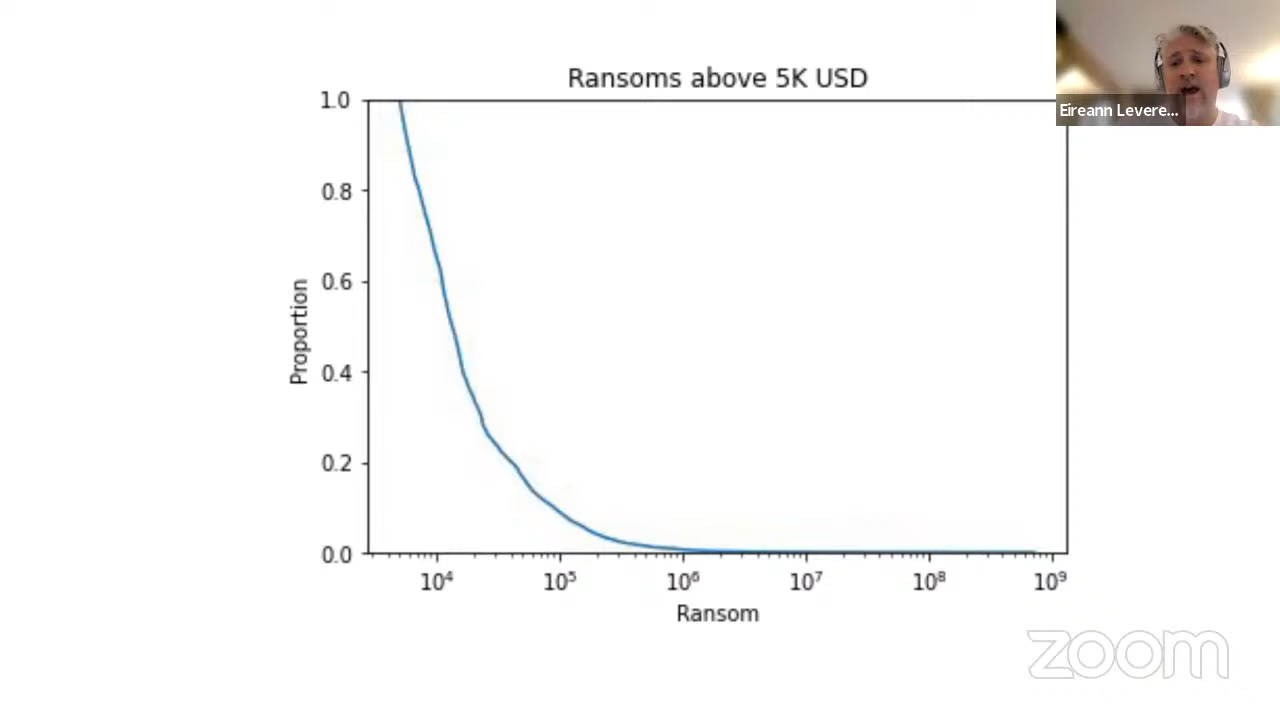 Ransoms above 5K USD
Eireann Levere...
1.0
0.8
0.6
0.4
0.2
0.0
Proportion
10⁴ 10⁵ 10⁶ 10⁷ 10⁸ 10⁹
Ransom
zoom